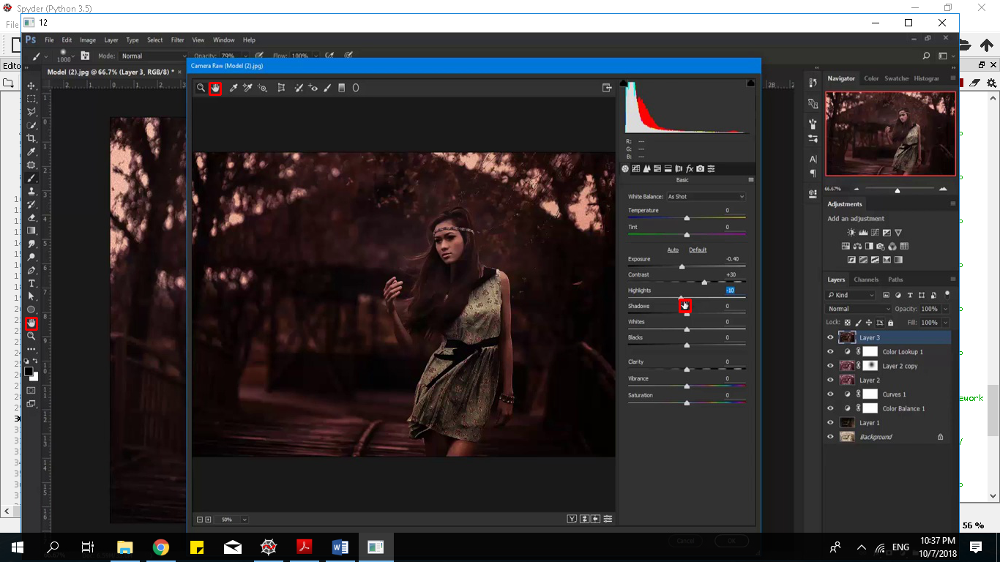 Spyder (Python 3.5)
File
12
Ps File Edit Image Layer Type Select Filter View Window Help
1000 Mode: Normal Opacity: 79% Flow: 100%
Edito
Model (2).jpg @ 66.7% (Layer 3, RGB/8) * ×
Camera Raw (Model (2).jpg)
Navigator Color Swatches Histogram
R: ---
G: ---
B: ---
Basic
White Balance: As Shot
Temperature 0
Tint 0
Auto Default
Exposure -0.40
Contrast +30
Highlights -10
Shadows 0
Whites 0
Blacks 0
Clarity 0
Vibrance 0
Saturation 0
50%
Cancel OK
66.67%
Adjustments
Add an adjustment
Layers Channels Paths
Kind
Normal Opacity: 100%
Lock: Fill: 100%
Layer 3
Color Lookup 1
Layer 2 copy
Layer 2
Curves 1
Color Balance 1
Layer 1
Background
ework
56 %
ENG
10:37 PM
10/7/2018